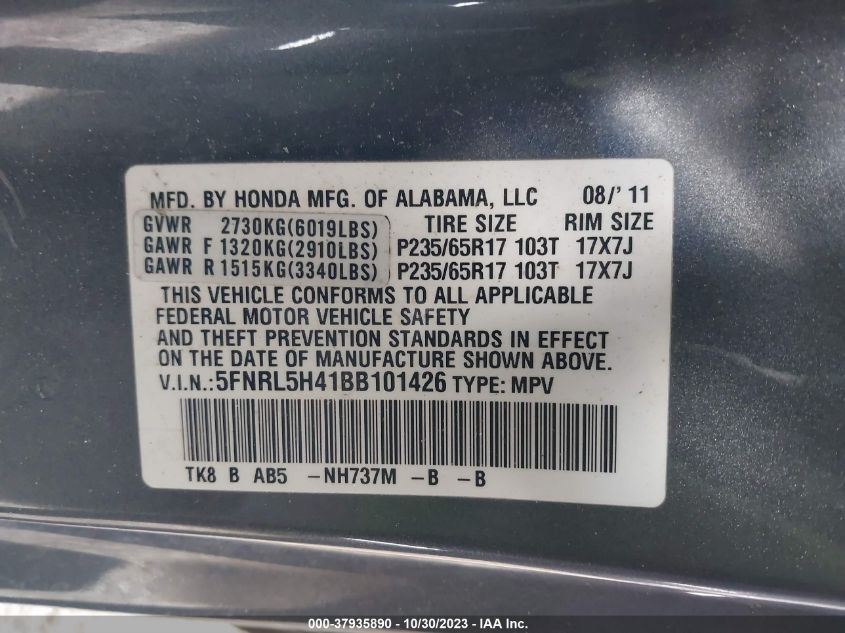 MFD. BY HONDA MFG. OF ALABAMA, LLC 08/'11
GVWR 2730KG(6019LBS) TIRE SIZE RIM SIZE
GAWR F 1320KG(2910LBS) P235/65R17 103T 17X7J
GAWR R 1515KG(3340LBS) P235/65R17 103T 17X7J
THIS VEHICLE CONFORMS TO ALL APPLICABLE
FEDERAL MOTOR VEHICLE SAFETY
AND THEFT PREVENTION STANDARDS IN EFFECT
ON THE DATE OF MANUFACTURE SHOWN ABOVE.
V.I.N.:5FNRL5H41BB101426 TYPE: MPV
TK8 B AB5 -NH737M -B -B
000-37935890 - 10/30/2023 - IAA Inc.